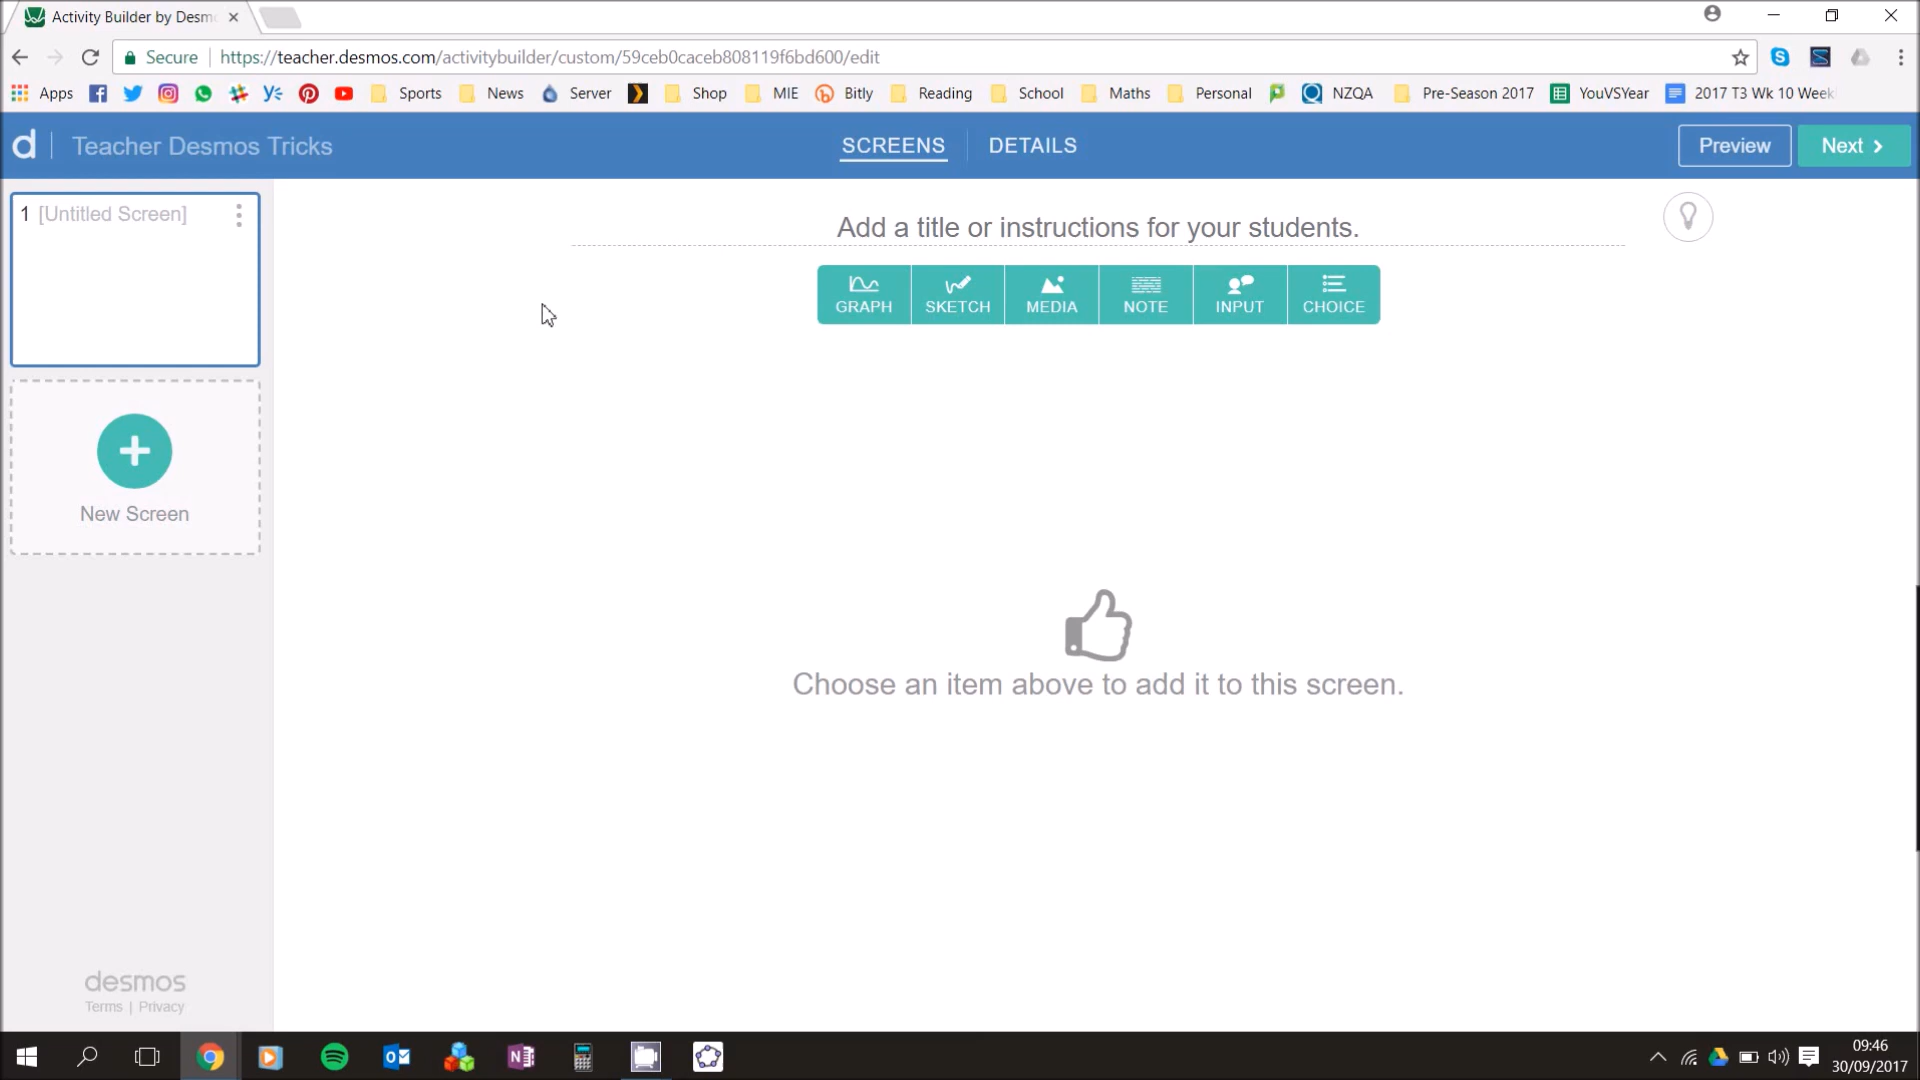 Activity Builder by Desm
Secure
https://teacher.desmos.com/activitybuilder/custom/59ceb0caceb808119f6bd600/edit
Apps
Sports
News
Server
Shop
MIE
Bitly
Reading
School
Maths
Personal
NZQA
Pre-Season 2017
YouVSYear
2017 T3 Wk 10 Week
d
Teacher Desmos Tricks
SCREENS
DETAILS
Preview
Next
1 [Untitled Screen]
Add a title or instructions for your students.
GRAPH
SKETCH
MEDIA
NOTE
INPUT
CHOICE
New Screen
Choose an item above to add it to this screen.
desmos
Terms | Privacy
09:46
30/09/2017